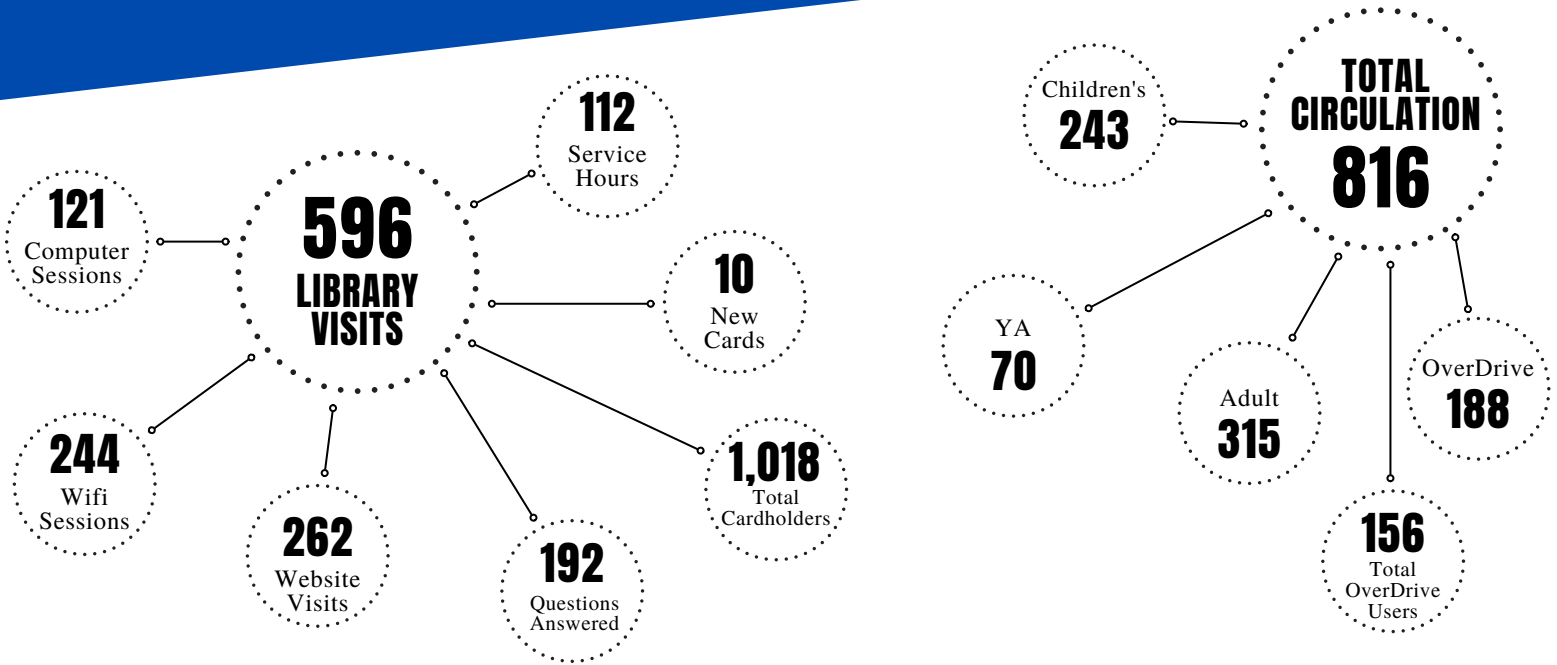 596
LIBRARY
VISITS
112
Service
Hours
10
New
Cards
1,018
Total
Cardholders
192
Questions
Answered
262
Website
Visits
244
Wifi
Sessions
121
Computer
Sessions
TOTAL
CIRCULATION
816
Children's
243
YA
70
Adult
315
156
Total
OverDrive
Users
OverDrive
188